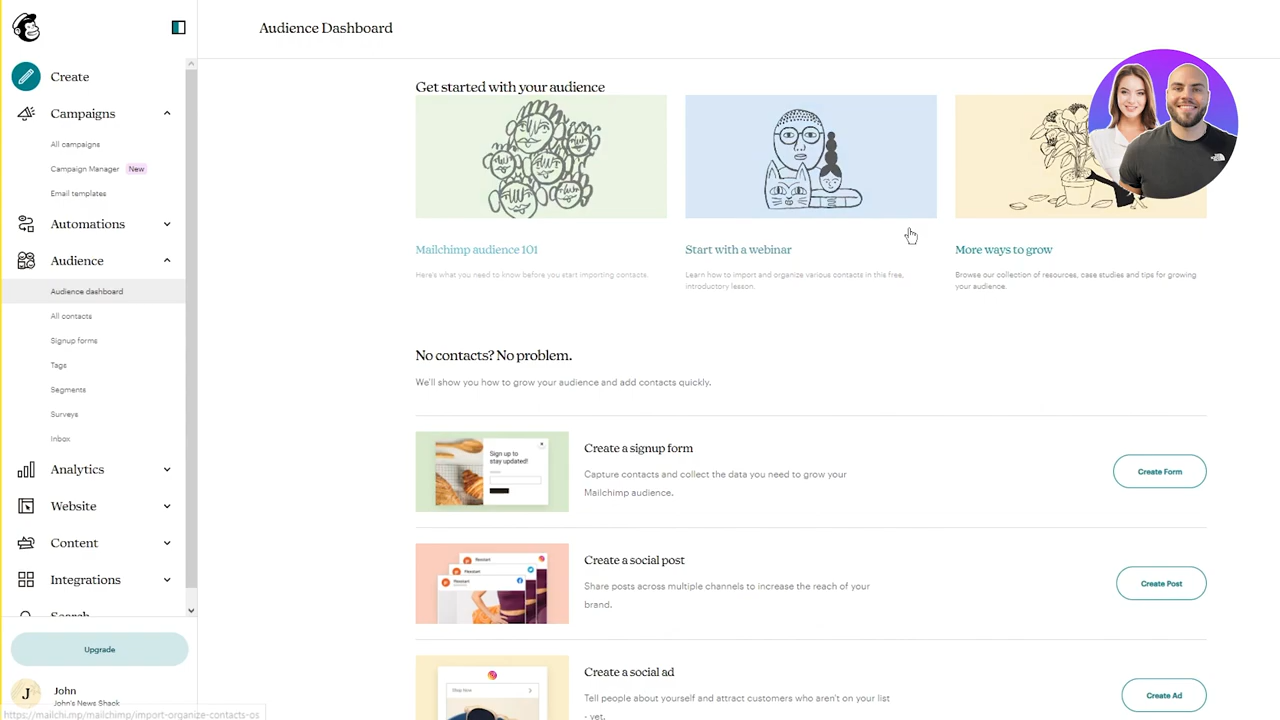 Audience Dashboard
Create
Campaigns
All campaigns
Campaign Manager New
Email templates
Automations
Audience
Audience dashboard
All contacts
Signup forms
Tags
Segments
Surveys
Inbox
Analytics
Website
Content
Integrations
Search
Upgrade
J
John
John's News Shack
https://mailchi.mp/mailchimp/import-organize-contacts-os
Get started with your audience
Mailchimp audience 101
Here's what you need to know before you start importing contacts.
Start with a webinar
Learn how to import and organize various contacts in this free,
introductory lesson.
More ways to grow
Browse our collection of resources, case studies and tips for growing
your audience.
No contacts? No problem.
We'll show you how to grow your audience and add contacts quickly.
Sign up to
stay updated!
Create a signup form
Capture contacts and collect the data you need to grow your
Mailchimp audience.
Create Form
Create a social post
Share posts across multiple channels to increase the reach of your
brand.
Create Post
Shop here
Create a social ad
Tell people about yourself and attract customers who aren't on your list
- yet.
Create Ad